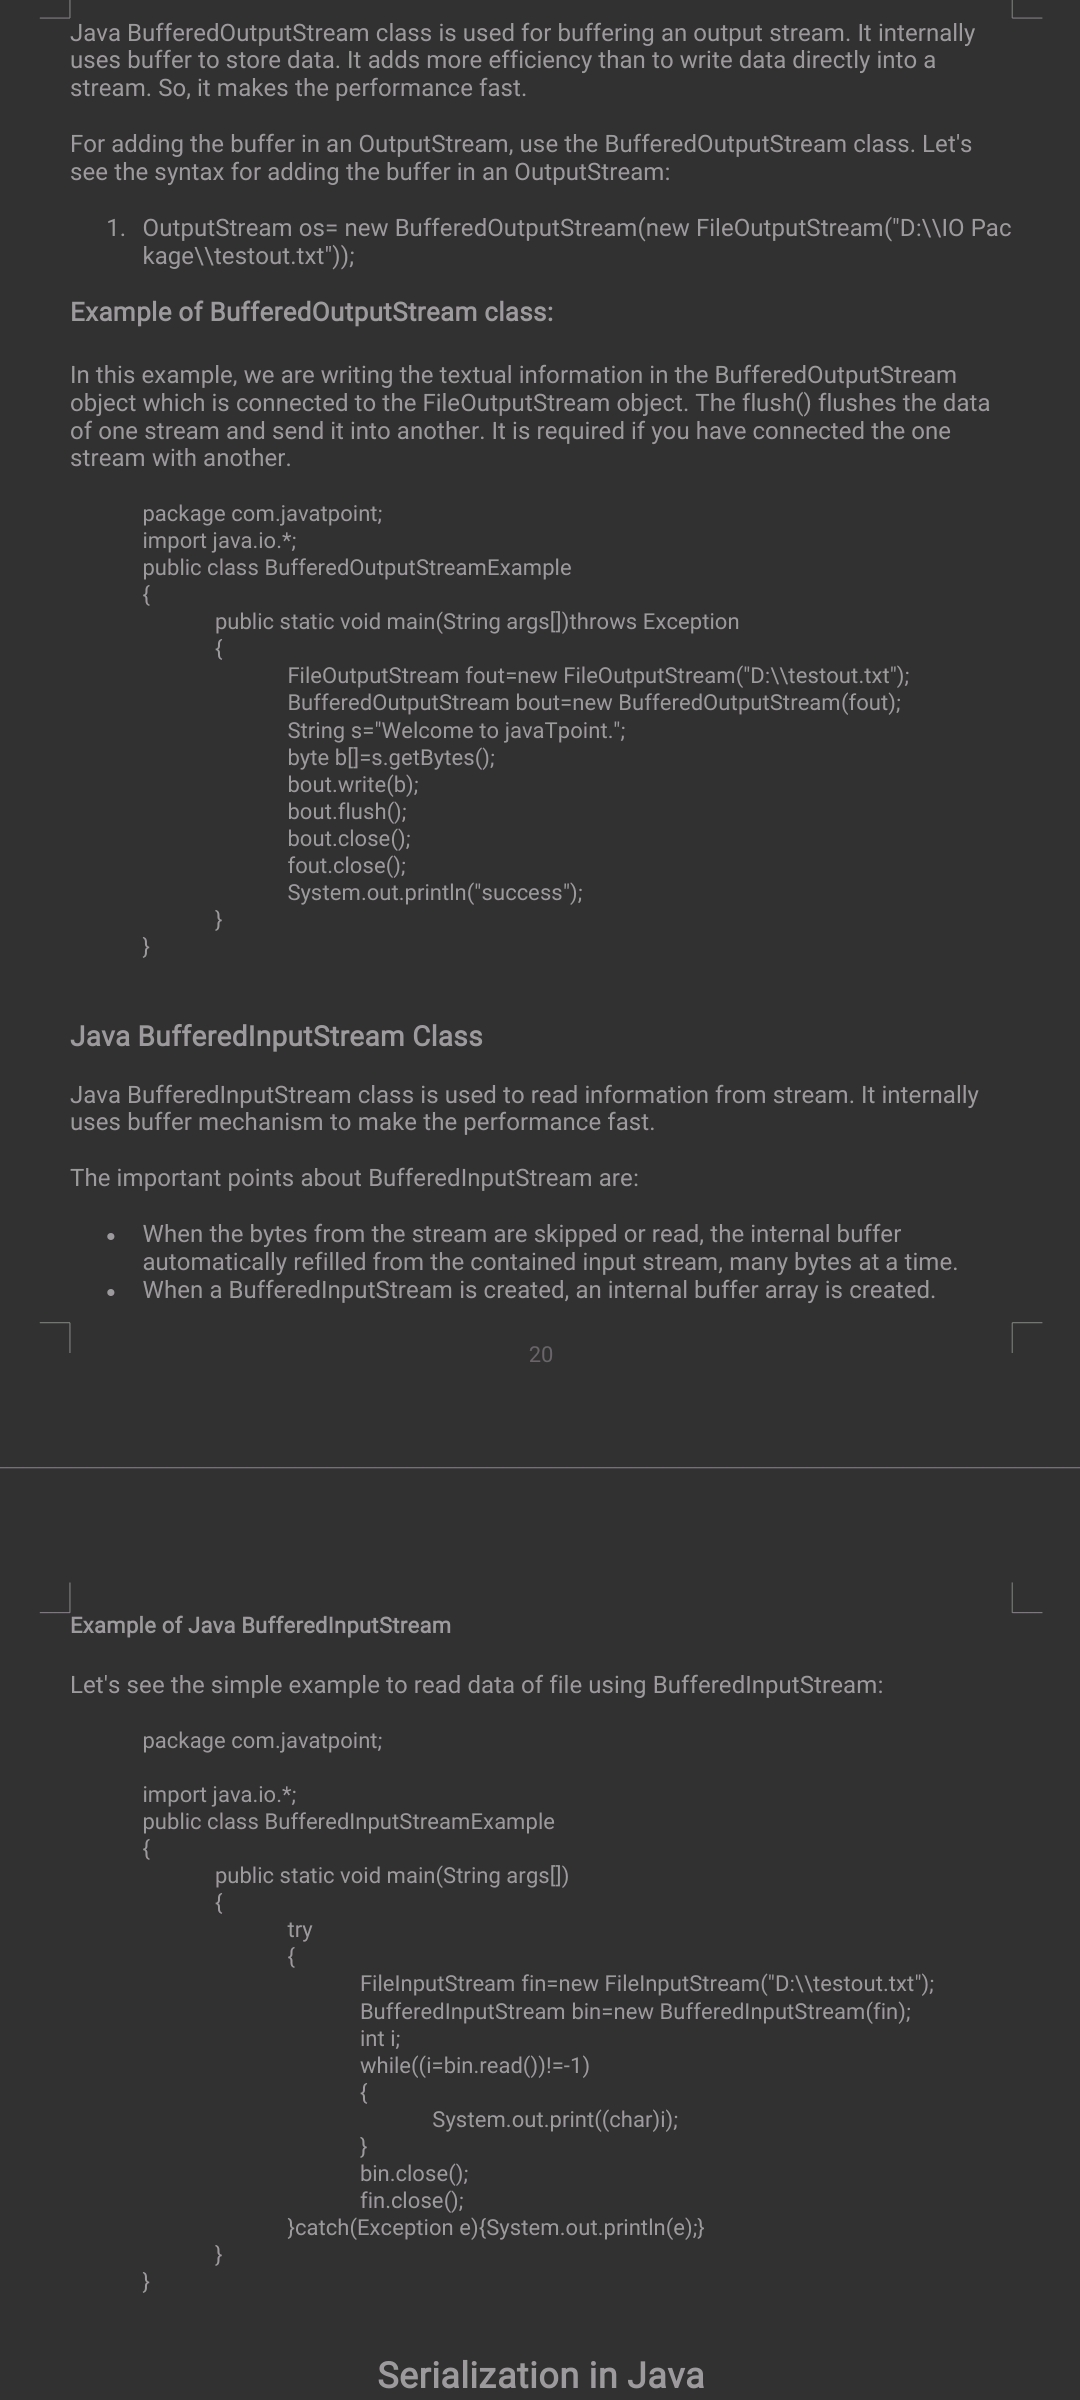 Java BufferedOutputStream class is used for buffering an output stream. It internally
uses buffer to store data. It adds more efficiency than to write data directly into a
stream. So, it makes the performance fast.
For adding the buffer in an OutputStream, use the BufferedOutputStream class. Let's
see the syntax for adding the buffer in an OutputStream:
1. OutputStream os= new BufferedOutputStream(new FileOutputStream("D:\\IO Pac
kage\\testout.txt"));
Example of BufferedOutputStream class:
In this example, we are writing the textual information in the BufferedOutputStream
object which is connected to the FileOutputStream object. The flush() flushes the data
of one stream and send it into another. It is required if you have connected the one
stream with another.
package com.javatpoint;
import java.io.*;
public class BufferedOutputStreamExample
{
public static void main(String args[])throws Exception
{
FileOutputStream fout=new FileOutputStream("D:\\testout.txt");
BufferedOutputStream bout=new BufferedOutputStream(fout);
String s="Welcome to javaTpoint.";
byte b[]=s.getBytes();
bout.write(b);
bout.flush();
bout.close();
fout.close();
System.out.println("success");
}
}
Java BufferedInputStream Class
Java BufferedInputStream class is used to read information from stream. It internally
uses buffer mechanism to make the performance fast.
The important points about BufferedInputStream are:
• When the bytes from the stream are skipped or read, the internal buffer
automatically refilled from the contained input stream, many bytes at a time.
• When a BufferedInputStream is created, an internal buffer array is created.
20
Example of Java BufferedInputStream
Let's see the simple example to read data of file using BufferedInputStream:
package com.javatpoint;
import java.io.*;
public class BufferedInputStreamExample
{
public static void main(String args[])
{
try
{
FileInputStream fin=new FileInputStream("D:\\testout.txt");
BufferedInputStream bin=new BufferedInputStream(fin);
int i;
while((i=bin.read())!=-1)
{
System.out.print((char)i);
}
bin.close();
fin.close();
}catch(Exception e){System.out.println(e);}
}
}
Serialization in Java